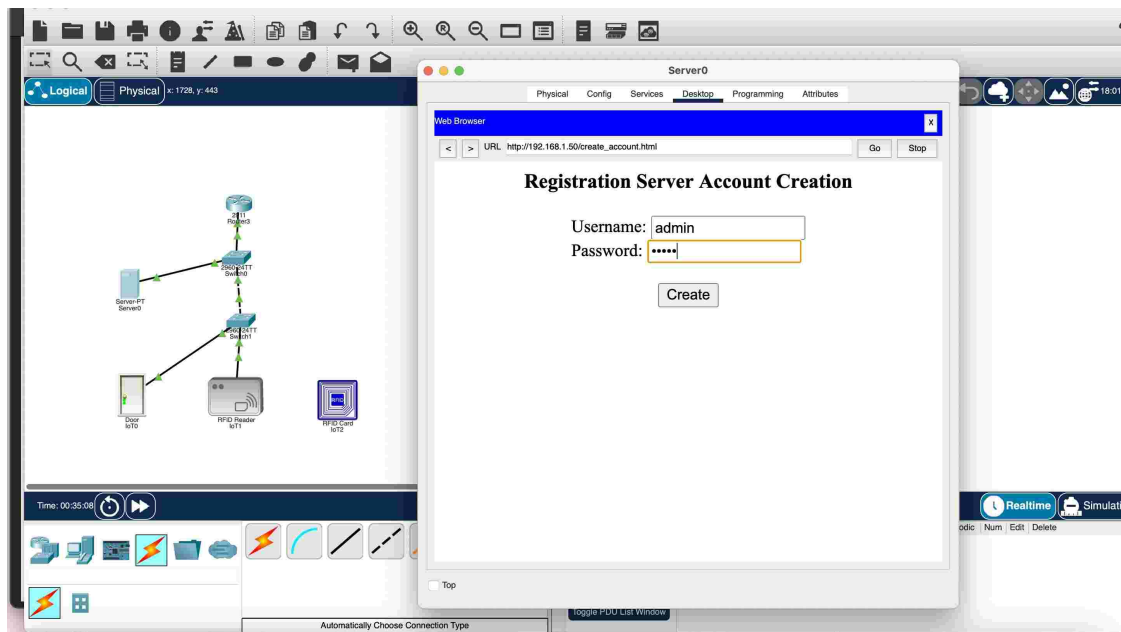 Server0
Logical
Physical
x: 1728, y: 443
18:01
Physical Config Services Desktop Programming Attributes
Web Browser
X
< > URL http://192.168.1.50/create_account.html Go Stop
Registration Server Account Creation
Username: admin
Password: •••••
Create
2911
Router3
2960-24TT
Switch0
Server-PT
Server0
2960-24TT
Switch1
RFID
Door
IoT0
RFID Reader
IoT1
RFID Card
IoT2
Time: 00:35:08
Realtime
Num Edit Delete
Top
Toggle PDU List Window
Automatically Choose Connection Type